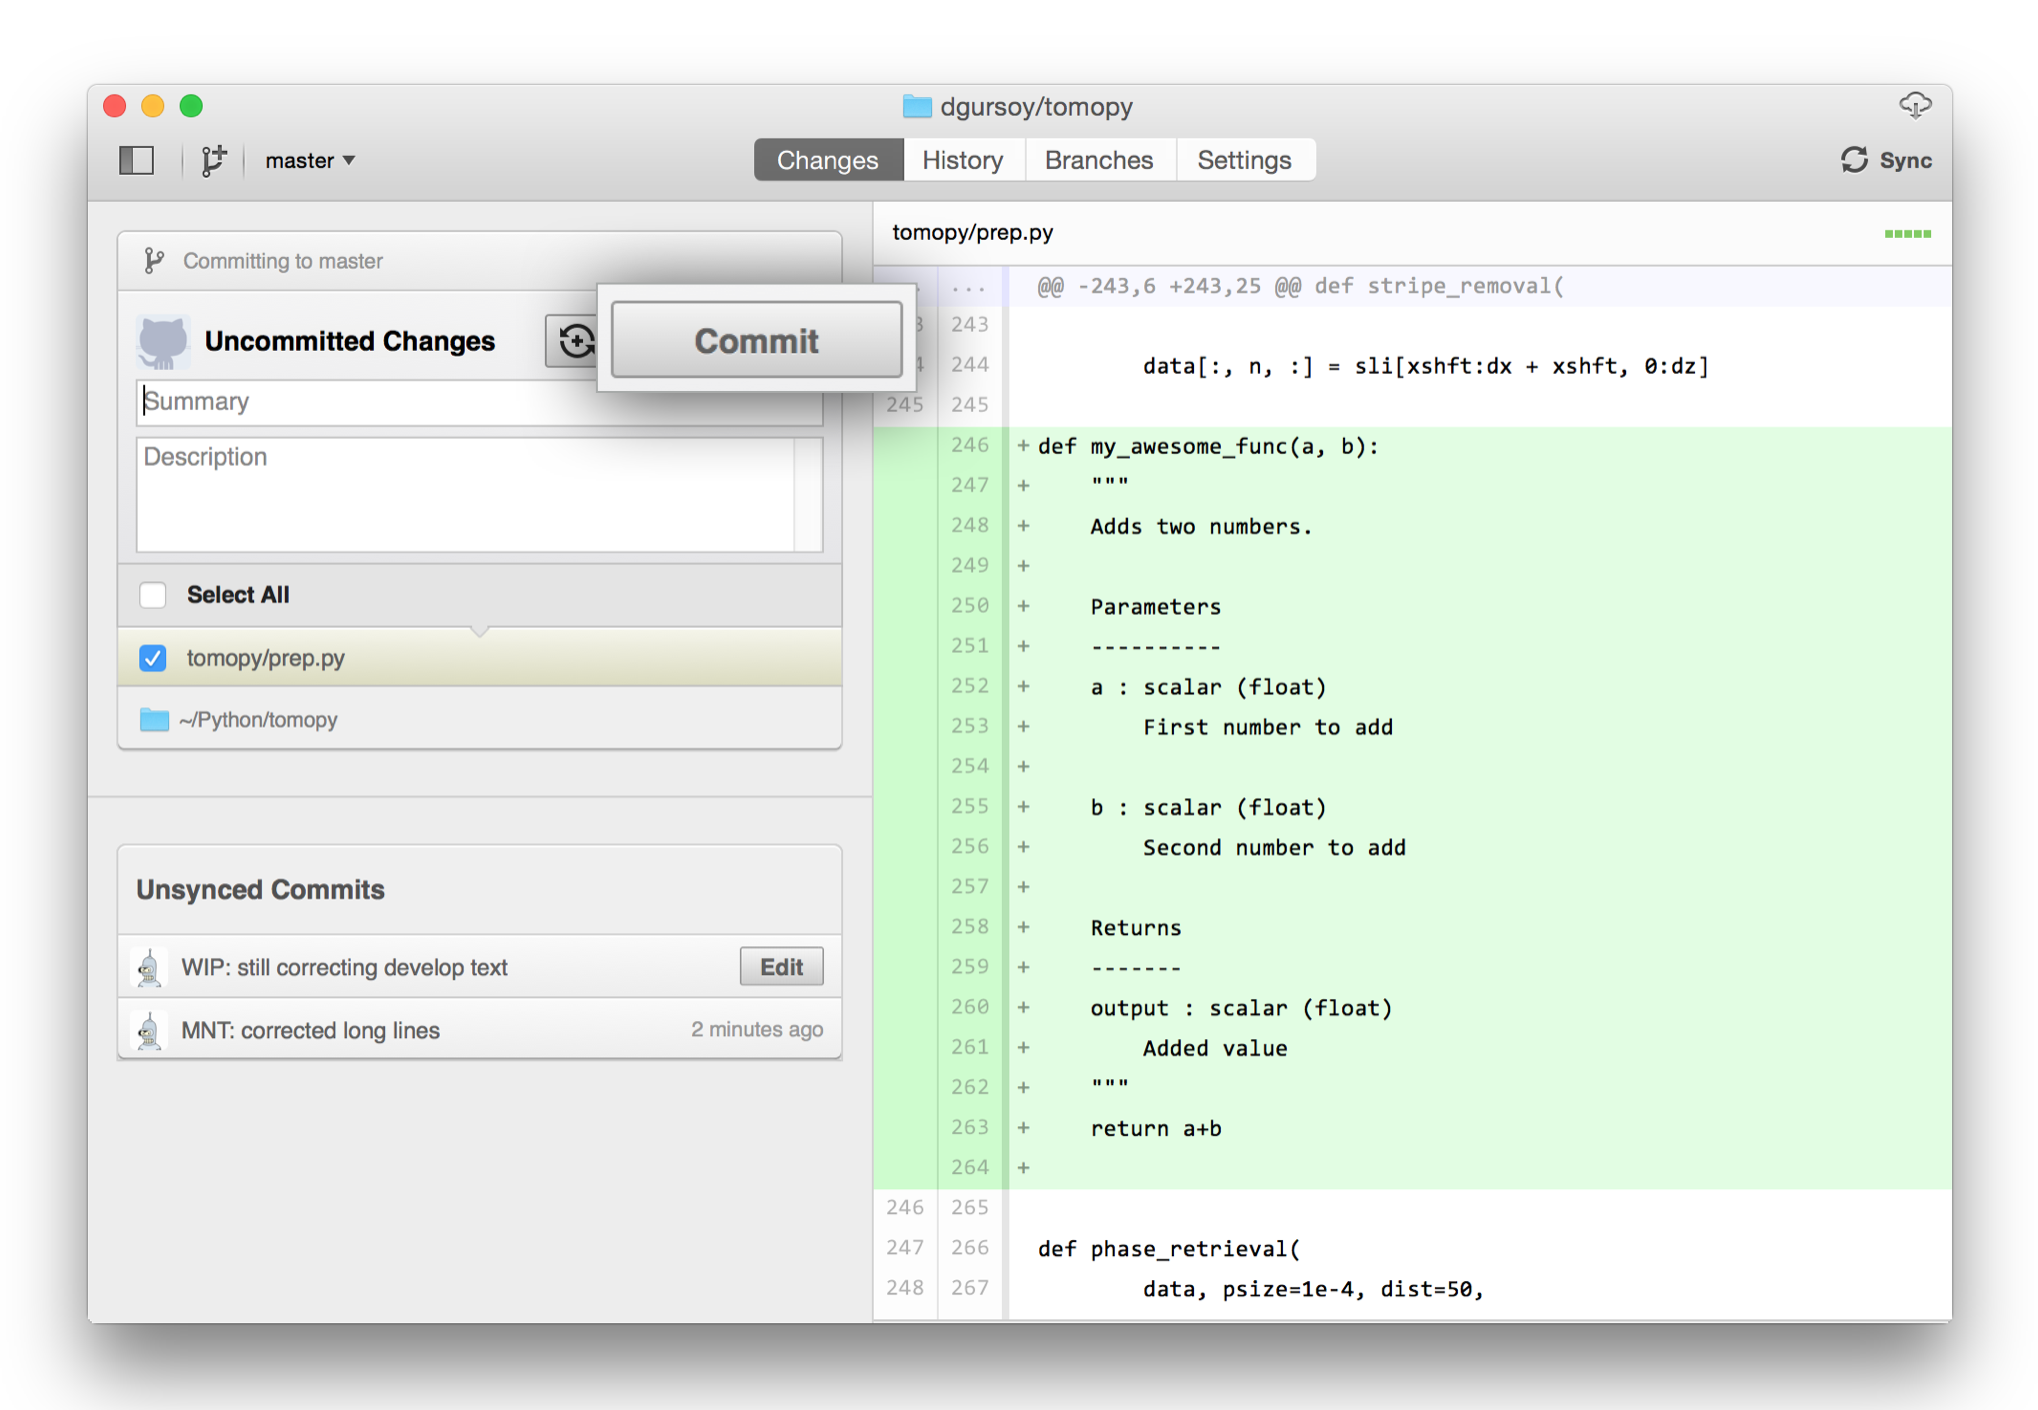 dgursoy/tomopy
master
Changes
History
Branches
Settings
Sync
Committing to master
Uncommitted Changes
Commit
Summary
Description
Select All
tomopy/prep.py
~/Python/tomopy
Unsynced Commits
WIP: still correcting develop text
Edit
MNT: corrected long lines
2 minutes ago
tomopy/prep.py
... @@ -243,6 +243,25 @@ def stripe_removal(
243
244 data[:, n, :] = sli[xshft:dx + xshft, 0:dz]
245 245
246 + def my_awesome_func(a, b):
247 + """
248 + Adds two numbers.
249 +
250 + Parameters
251 + ----------
252 + a : scalar (float)
253 + First number to add
254 +
255 + b : scalar (float)
256 + Second number to add
257 +
258 + Returns
259 + -------
260 + output : scalar (float)
261 + Added value
262 + """
263 + return a+b
264 +
246 265
247 266 def phase_retrieval(
248 267 data, psize=1e-4, dist=50,